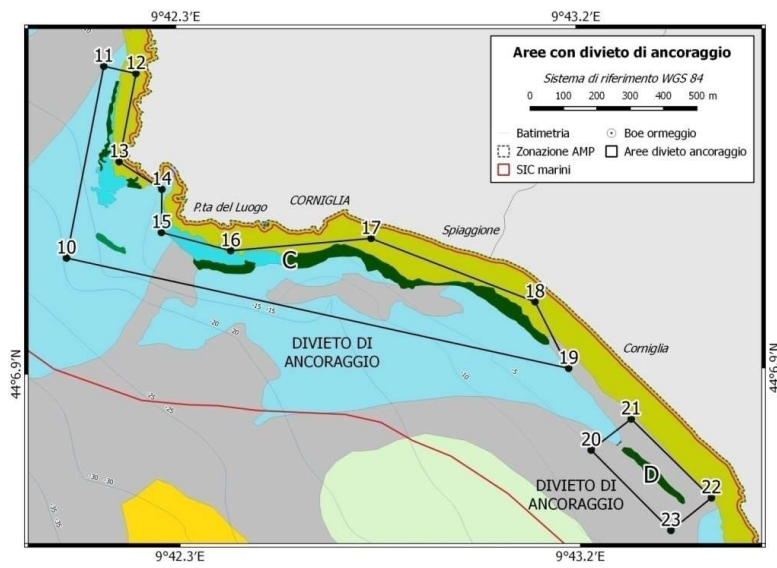 9°42.3'E
9°43.2'E
Aree con divieto di ancoraggio
Sistema di riferimento WGS 84
0 100 200 300 400 500 m
Batimetria
Boe ormeggio
Zonazione AMP
Aree divieto ancoraggio
SIC marini
11
12
13
14
P.ta del Luogo
CORNIGLIA
15
16
17
Spiaggione
10
C
18
-15 -15
-20
-20
DIVIETO DI
ANCORAGGIO
-10
-5
19
Corniglia
44°6.9'N
44°6.9'N
-25
-25
21
20
D
DIVIETO DI
ANCORAGGIO
22
23
-30 -30
-35
-35
9°42.3'E
9°43.2'E